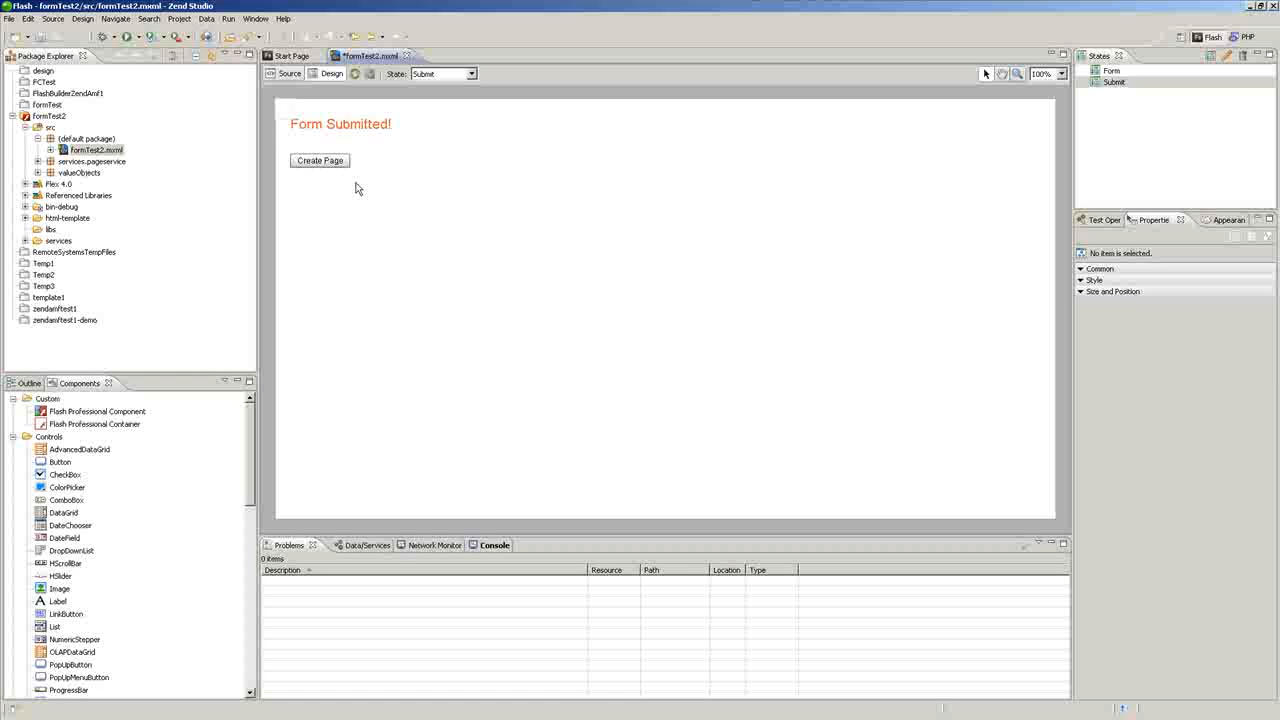 Flash - formTest2/src/formTest2.mxml - Zend Studio
File Edit Source Design Navigate Search Project Data Run Window Help
Flash PHP
Package Explorer
design
FCTest
FlashBuilderZendAmf1
formTest
formTest2
src
(default package)
formTest2.mxml
services.pageservice
valueObjects
Flex 4.0
Referenced Libraries
bin-debug
html-template
libs
services
RemoteSystemsTempFiles
Temp1
Temp2
Temp3
template1
zendamftest1
zendamftest1-dem6
Outline Components
Custom
Flash Professional Component
Flash Professional Container
Controls
AdvancedDataGrid
Button
CheckBox
ColorPicker
ComboBox
DataGrid
DateChooser
DateField
DropDownList
HScrollBar
HSlider
Image
Label
LinkButton
List
NumericStepper
OLAPDataGrid
PopUpButton
PopUpMenuButton
ProgressBar
Start Page *formTest2.mxml
Source Design State: Submit 100%
Form Submitted!
Create Page
Problems Data/Services Network Monitor Console
0 items
Description Resource Path Location Type
States
Form
Submit
Test Oper Propertie Appearan
No item is selected.
Common
Style
Size and Position